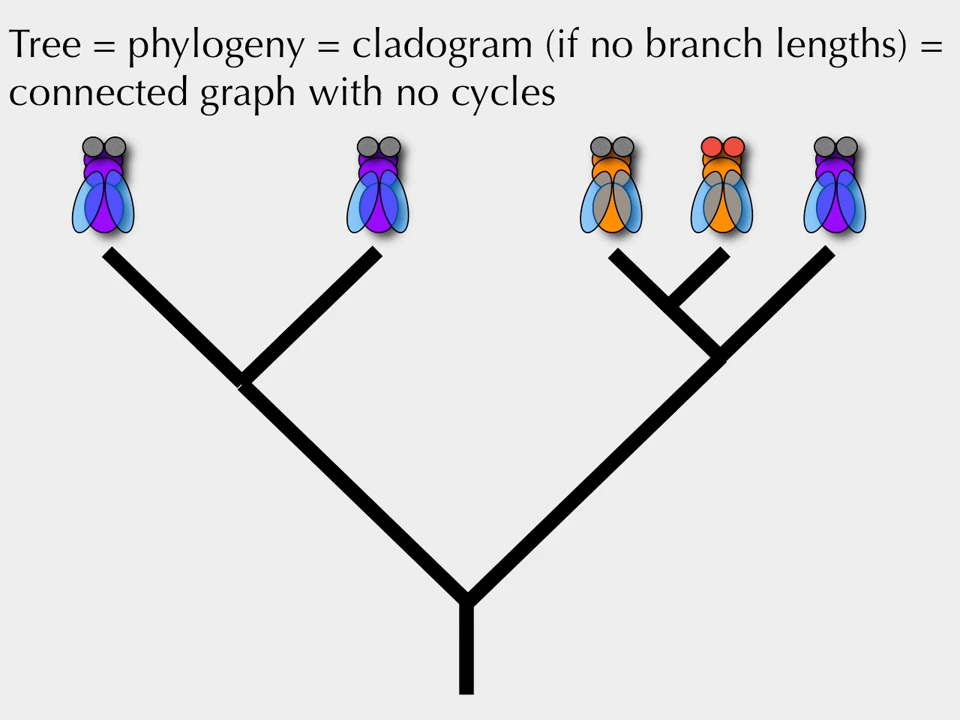 Tree = phylogeny = cladogram (if no branch lengths) =
connected graph with no cycles